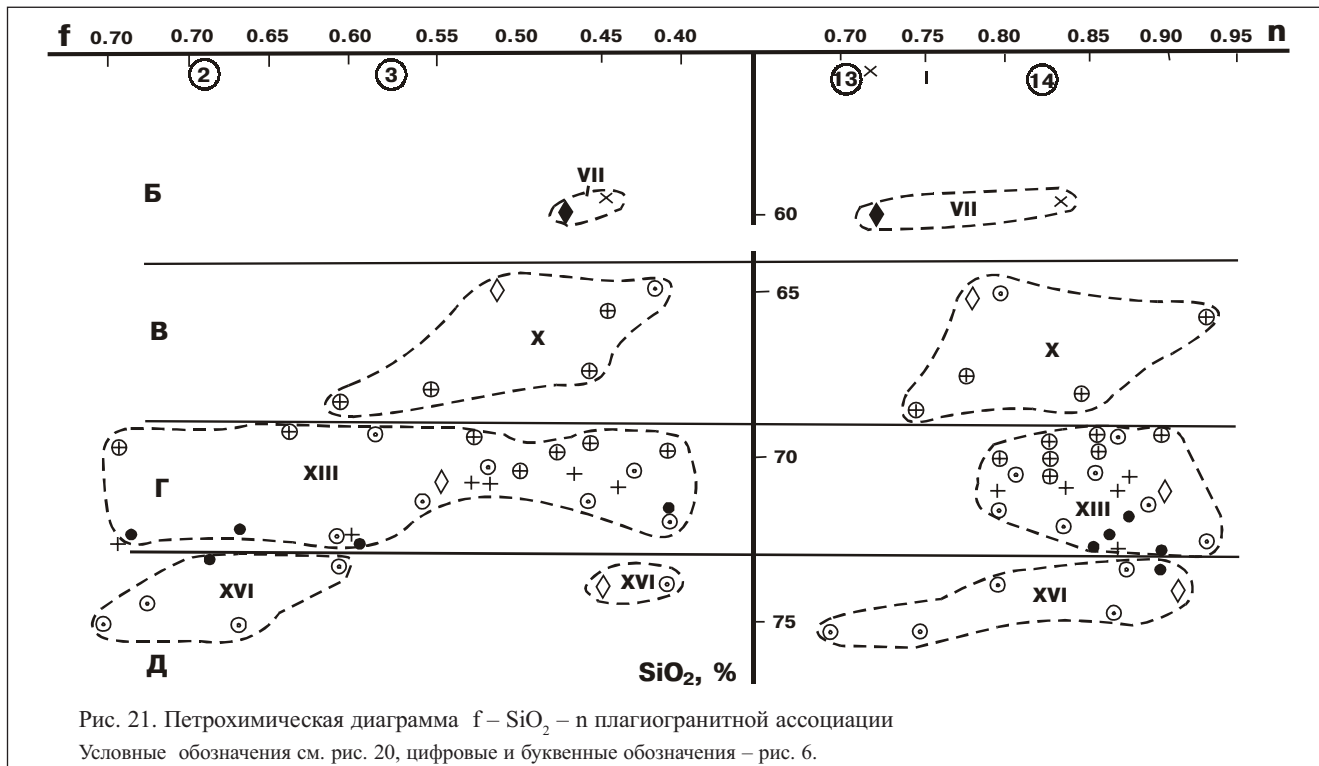 f 0.70 0.70 0.65 0.60 0.55 0.50 0.45 0.40 0.70 0.75 0.80 0.85 0.90 0.95 n
2 3 13 I 14
Б VII VII 60
65
В X X
70
Г XIII XIII
XVI XVI XVI
75
Д SiO₂, %
Рис. 21. Петрохимическая диаграмма f – SiO₂ – n плагиогранитной ассоциации
Условные обозначения см. рис. 20, цифровые и буквенные обозначения – рис. 6.